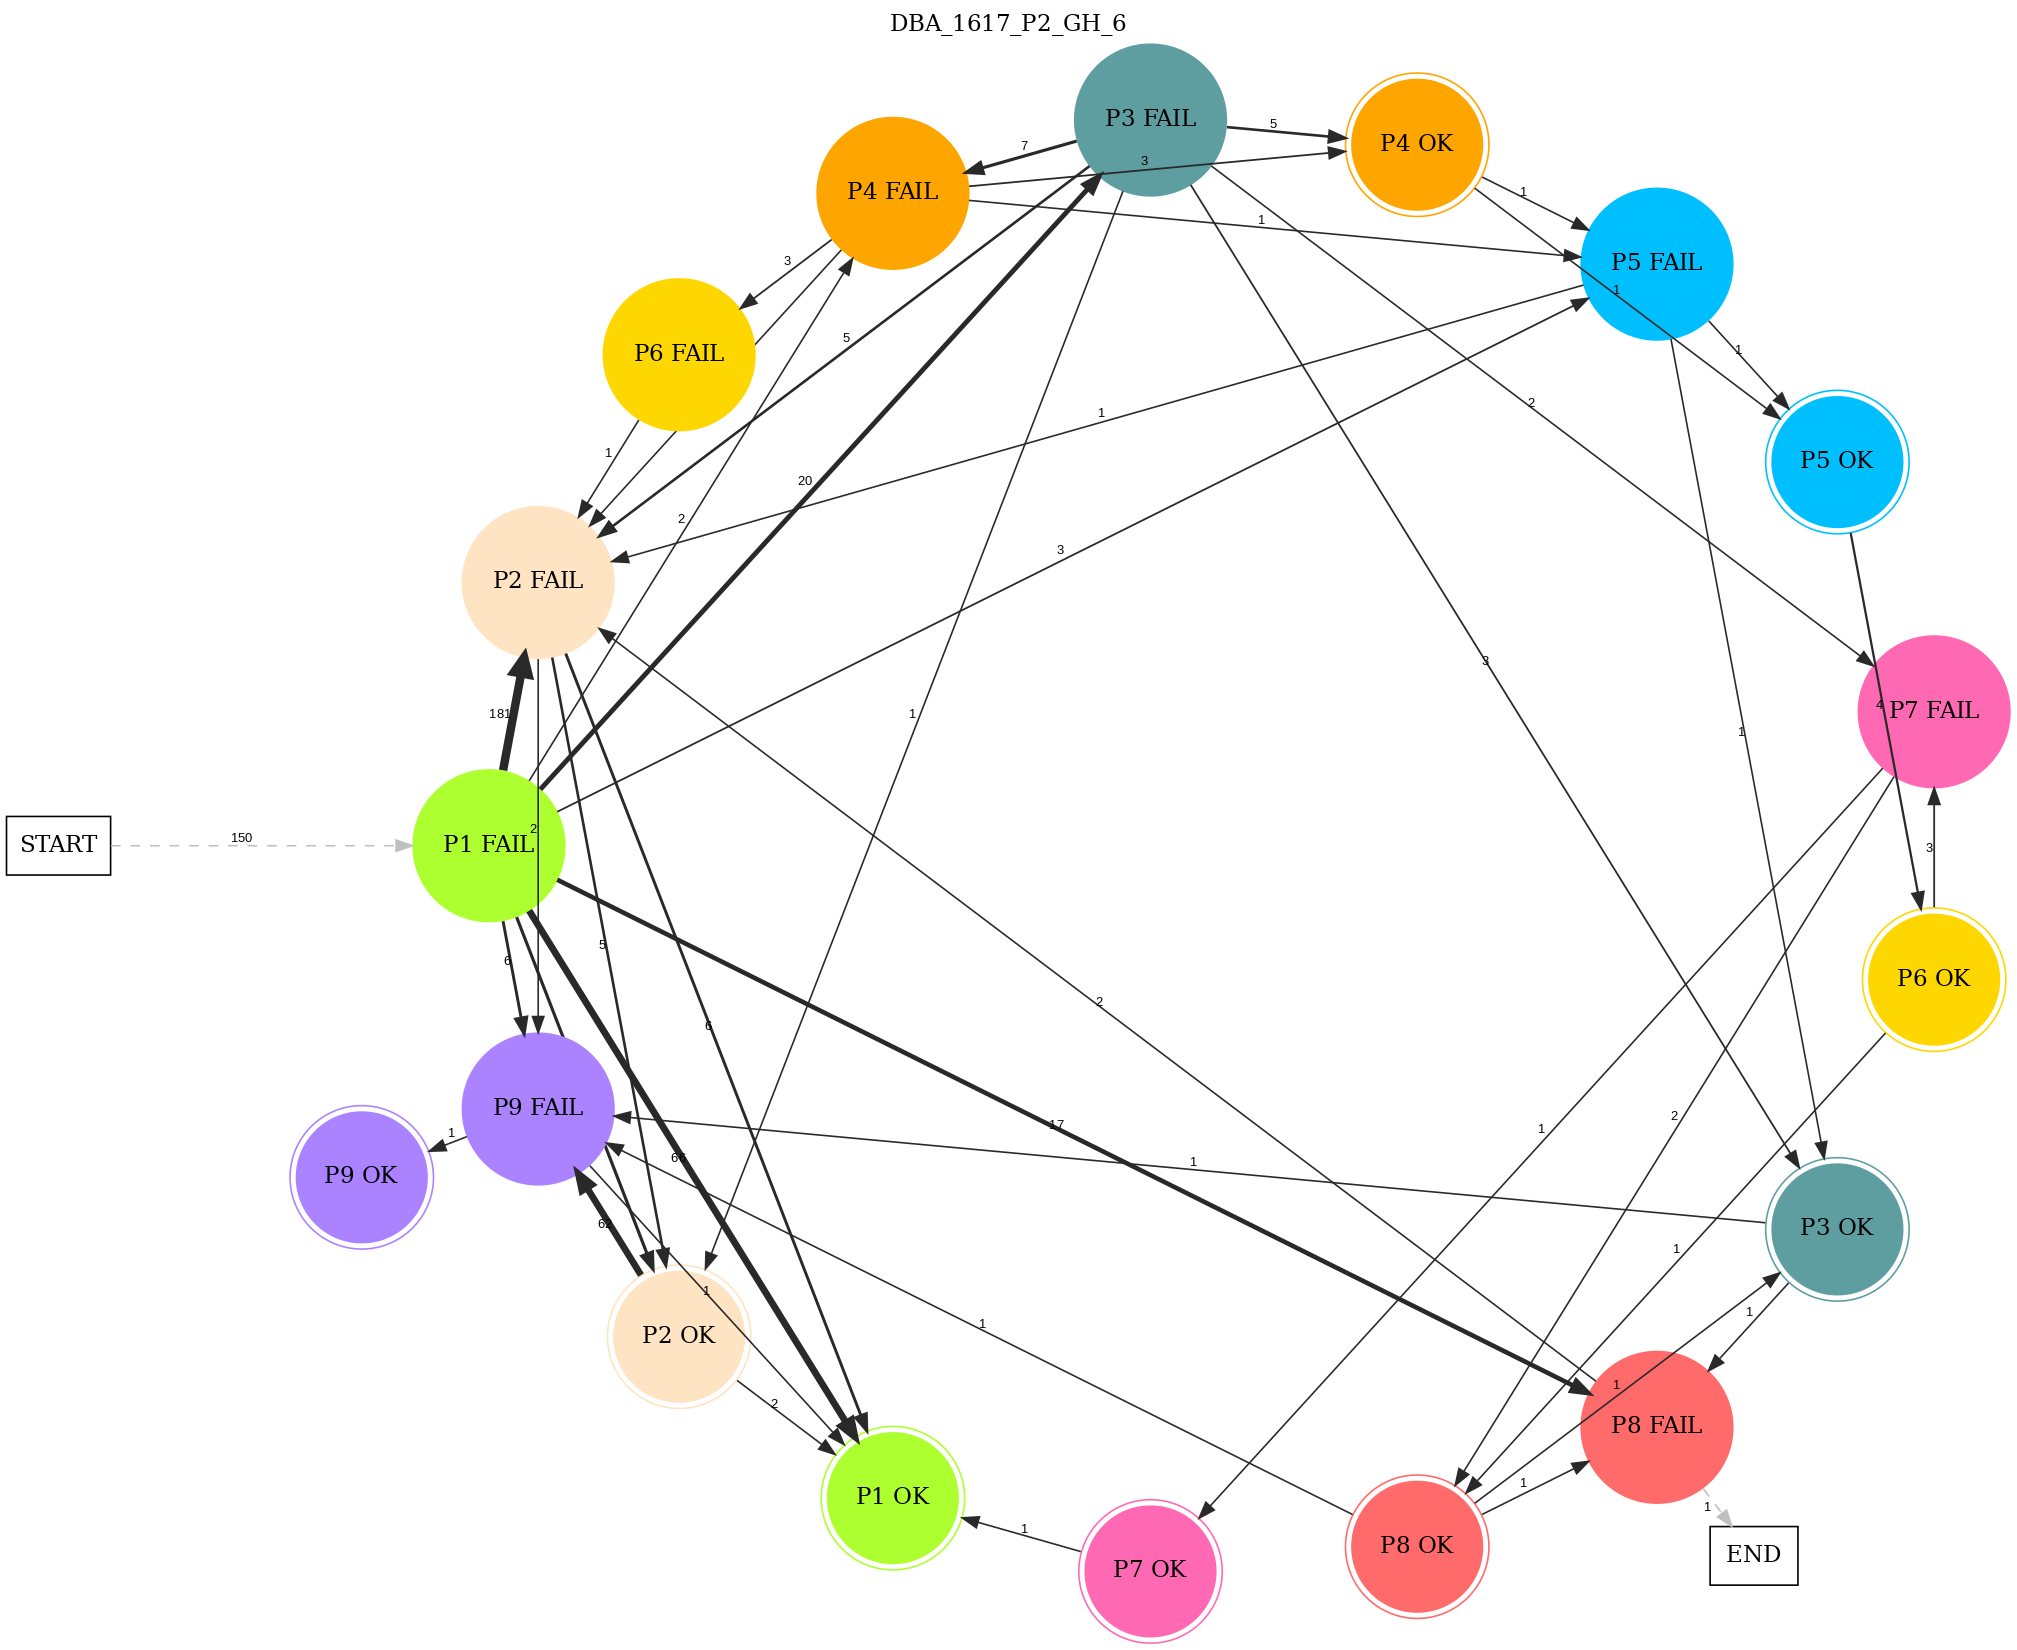 DBA_1617_P2_GH_6
P3 FAIL
P4 OK
P4 FAIL
P5 FAIL
P6 FAIL
P5 OK
P2 FAIL
P7 FAIL
START
P1 FAIL
P6 OK
P9 FAIL
P9 OK
P3 OK
P2 OK
P8 FAIL
P1 OK
P8 OK
P7 OK
END
5
7
3
1
1
3
1
5
1
2
1
1
20
2
3
3
181
1
4
1
2
150
3
5
6
2
6
17
2
1
1
1
66
2
62
1
1
1
1
1
2
1
1
1